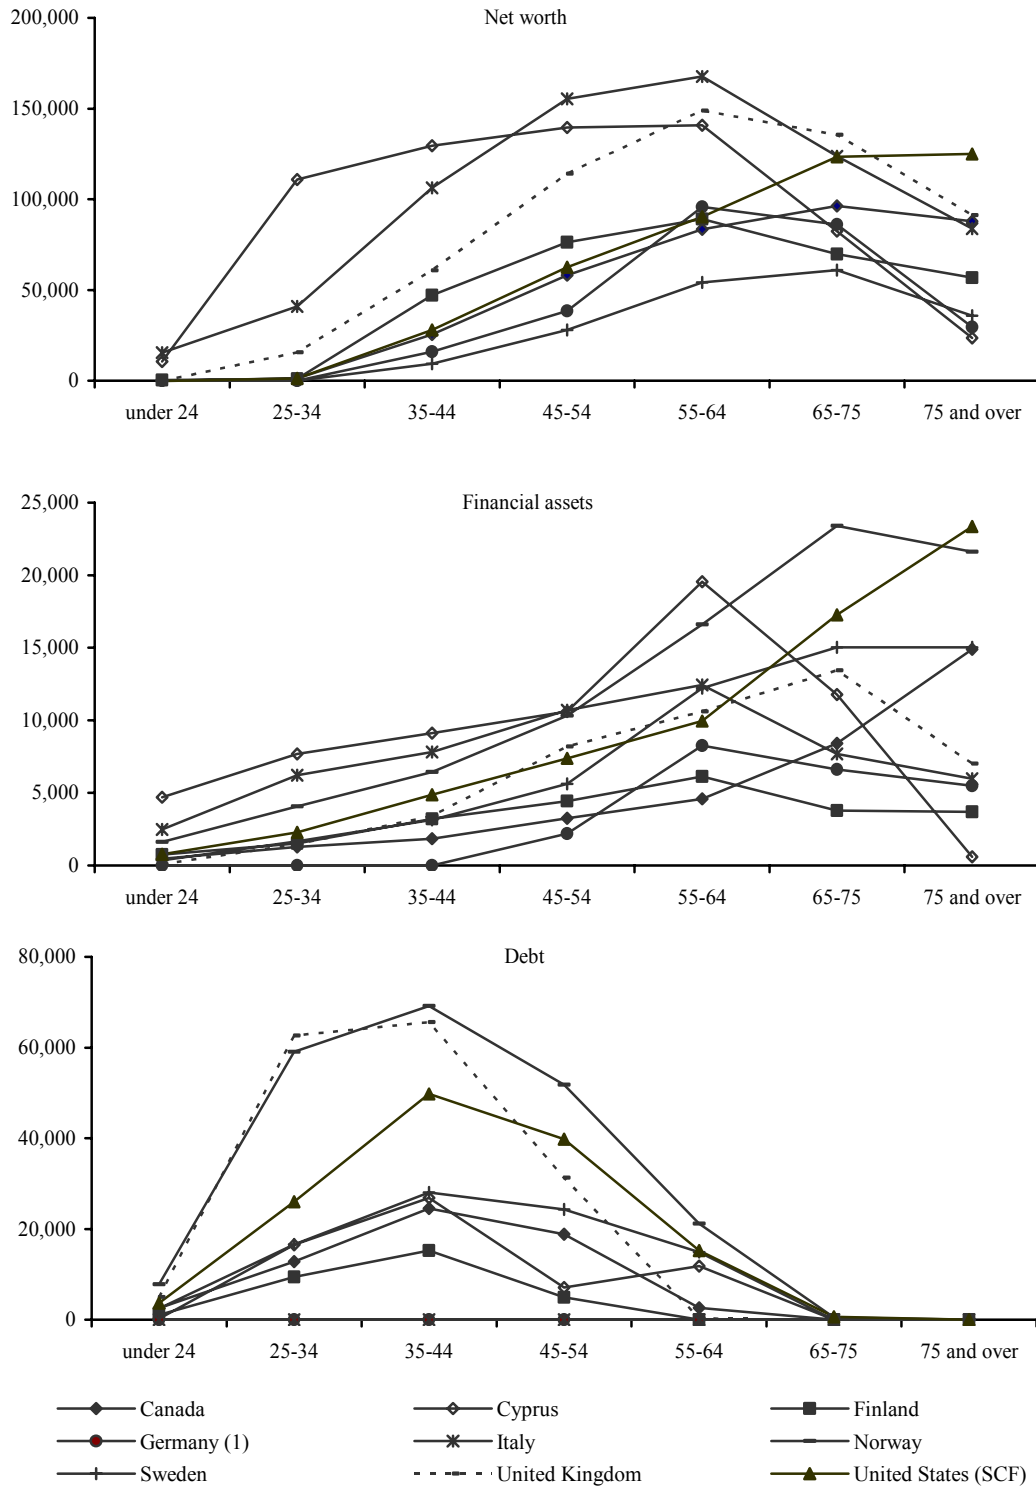 Net worth
200,000
150,000
100,000
50,000
0
under 24 25-34 35-44 45-54 55-64 65-75 75 and over
Financial assets
25,000
20,000
15,000
10,000
5,000
0
under 24 25-34 35-44 45-54 55-64 65-75 75 and over
Debt
80,000
60,000
40,000
20,000
0
under 24 25-34 35-44 45-54 55-64 65-75 75 and over
Canada Cyprus Finland
Germany (1) Italy Norway
Sweden United Kingdom United States (SCF)